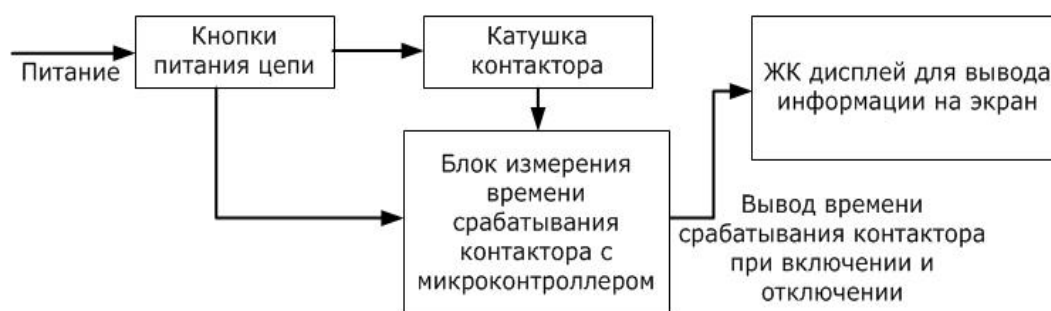 Питание
Кнопки
питания цепи
Катушка
контактора
ЖК дисплей для вывода
информации на экран
Блок измерения
времени
срабатывания
контактора с
микроконтроллером
Вывод времени
срабатывания контактора
при включении и
отключении